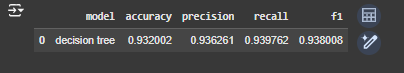 model accuracy precision recall f1
0 decision tree 0.932002 0.936261 0.939762 0.938008